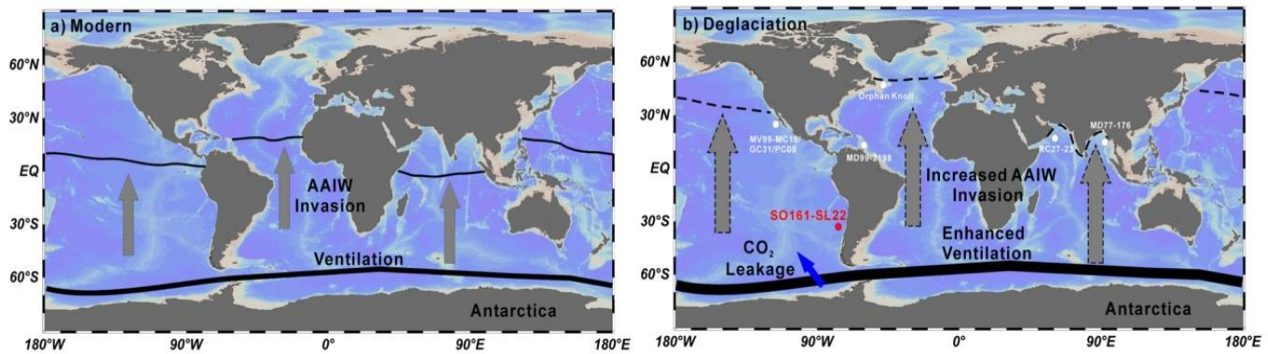 a) Modern
60°N
30°N
EQ
30°S
60°S
AAIW
Invasion
Ventilation
Antarctica
180°W
90°W
0°
90°E
180°E
b) Deglaciation
60°N
30°N
EQ
30°S
60°S
Orphan Knoll
MV99-MC19/
GC31/PC08
MD99-2198
RC27-23
MD77-176
Increased AAIW
Invasion
SO161-SL22
Enhanced
Ventilation
CO2
Leakage
Antarctica
180°W
90°W
0°
90°E
180°E